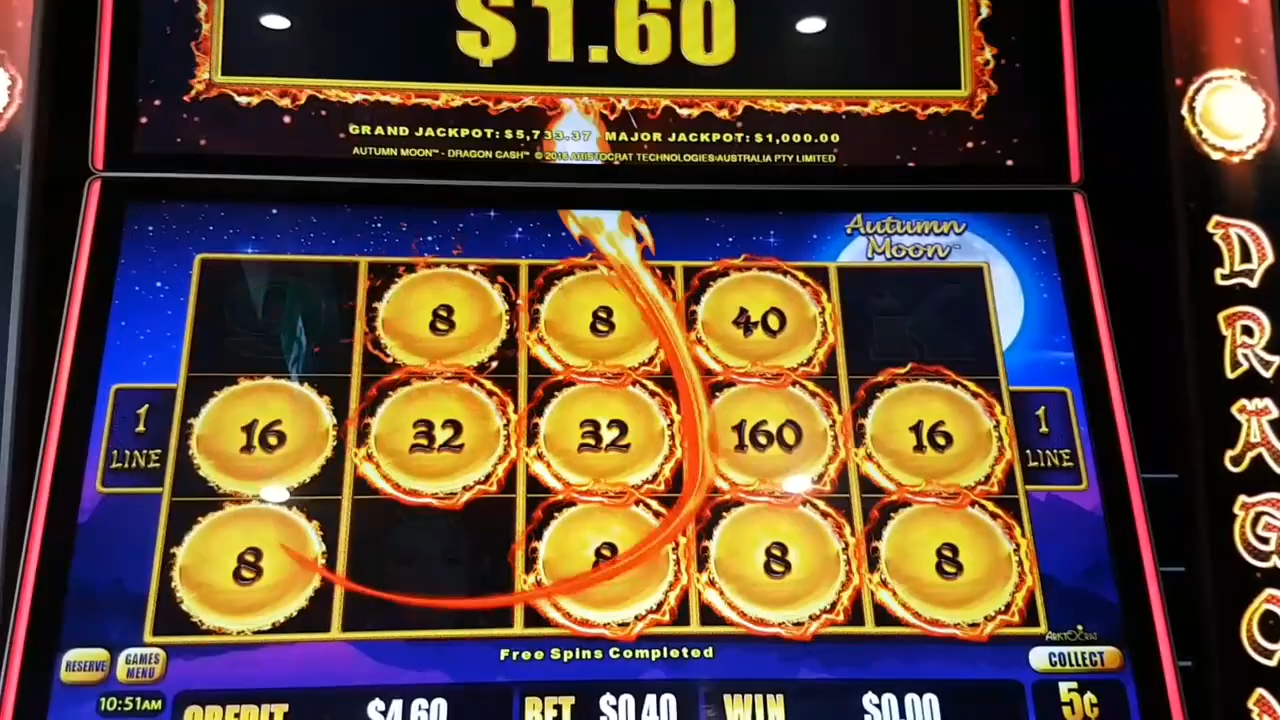 $1.60
GRAND JACKPOT: $5,733.37 MAJOR JACKPOT: $1,000.00
AUTUMN MOON™ - DRAGON CASH™ © 2016 ARISTOCRAT TECHNOLOGIES AUSTRALIA PTY LIMITED
Autumn
Moon™
8 8 40
1
LINE
16 32 32 160 16
1
LINE
8 8 8 8
ARISTOCRAT
Free Spins Completed
RESERVE
GAMES
MENU
COLLECT
10:51AM
CREDIT $4.60 BET $0.40 WIN $0.00
5¢
DRAGO